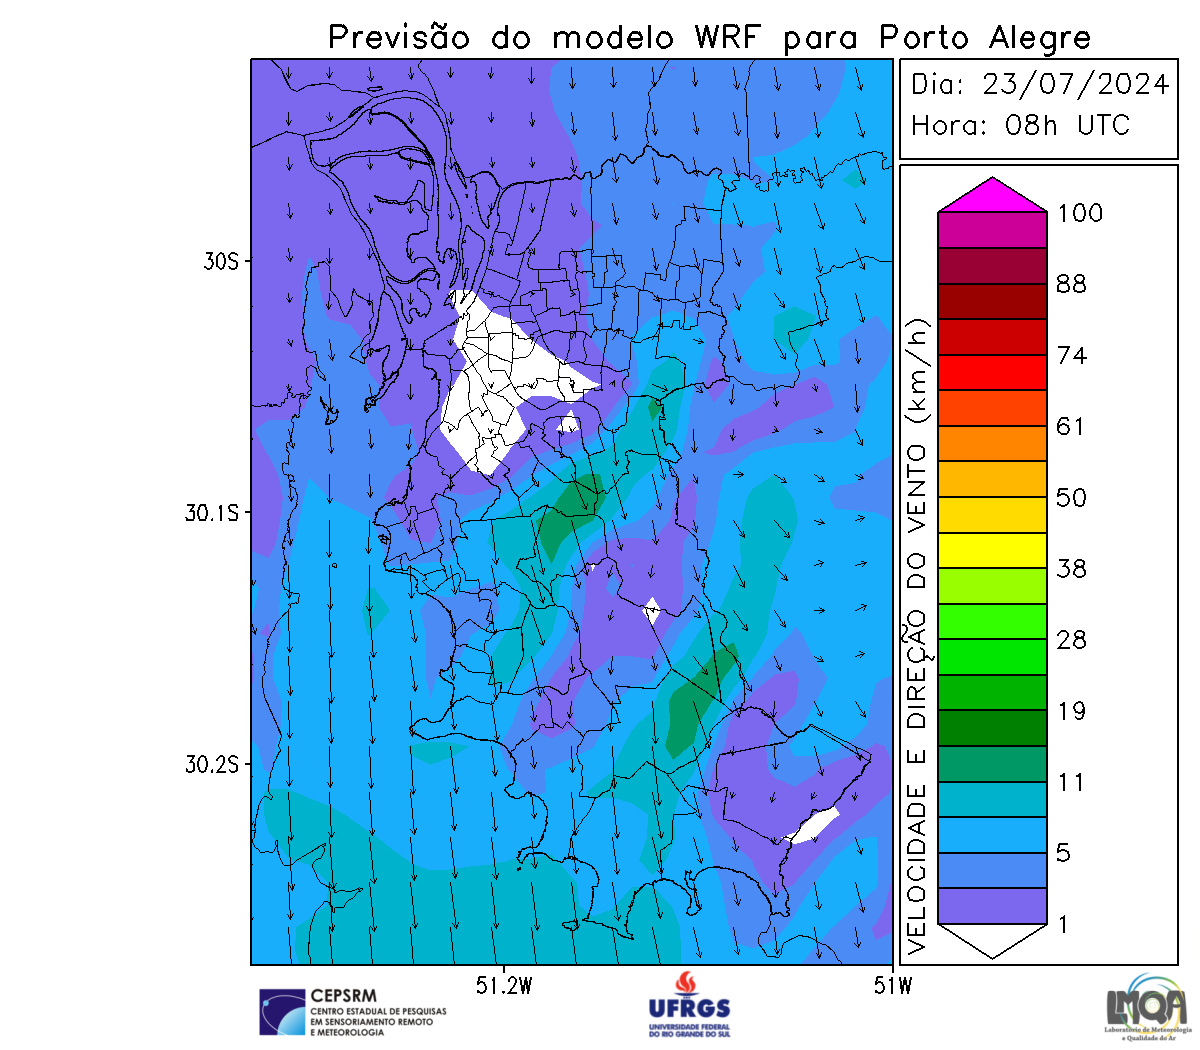 Previsão do modelo WRF para Porto Alegre
Dia: 23/07/2024
Hora: 08h UTC
30S
30.1S
30.2S
51.2W
51W
VELOCIDADE E DIREÇÃO DO VENTO (km/h)
100
88
74
61
50
38
28
19
11
5
1
CEPSRM
CENTRO ESTADUAL DE PESQUISAS
EM SENSORIAMENTO REMOTO
E METEOROLOGIA
UFRGS
UNIVERSIDADE FEDERAL
DO RIO GRANDE DO SUL
LMQA
Laboratório de Meteorologia
e Qualidade do Ar